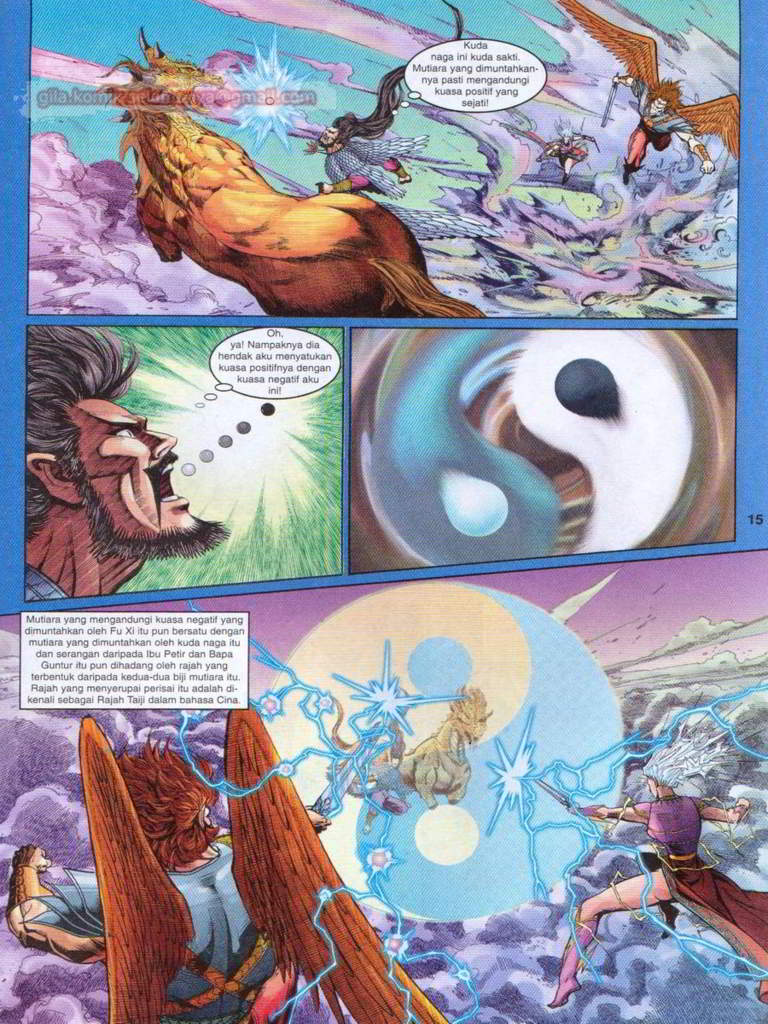 Kuda
naga ini kuda sakti.
Mutiara yang dimuntahkan-
nya pasti mengandungi
kuasa positif yang
sejati!
Oh,
ya! Nampaknya dia
hendak aku menyatukan
kuasa positifnya dengan
kuasa negatif aku
ini!
15
Mutiara yang mengandungi kuasa negatif yang
dimuntahkan oleh Fu Xi itu pun bersatu dengan
mutiara yang dimuntahkan oleh kuda naga itu
dan serangan daripada Ibu Petir dan Bapa
Guntur itu pun dihadang oleh rajah yang
terbentuk daripada kedua-dua biji mutiara itu.
Rajah yang menyerupai perisai itu adalah di-
kenali sebagai Rajah Taiji dalam bahasa Cina.